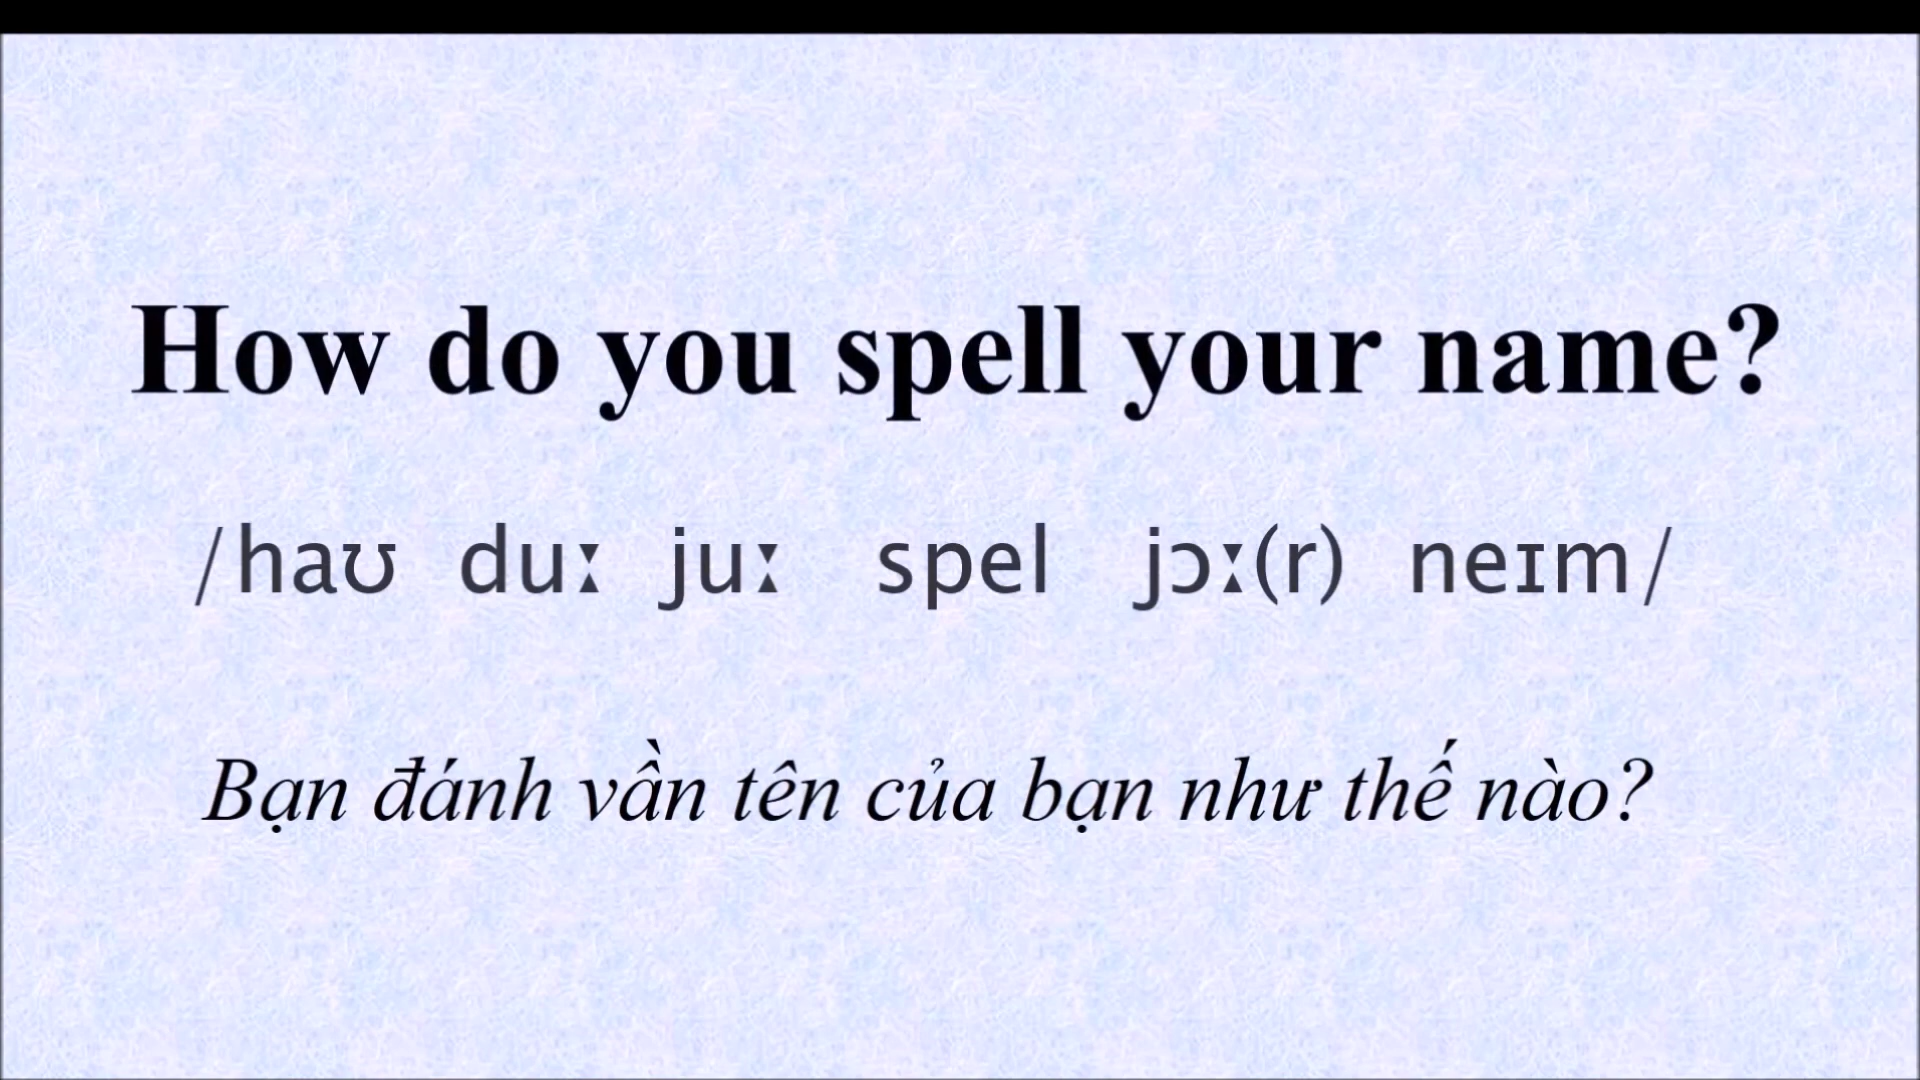 How do you spell your name?
/haʊ duː juː spel jɔː(r) neɪm/
Bạn đánh vần tên của bạn như thế nào?